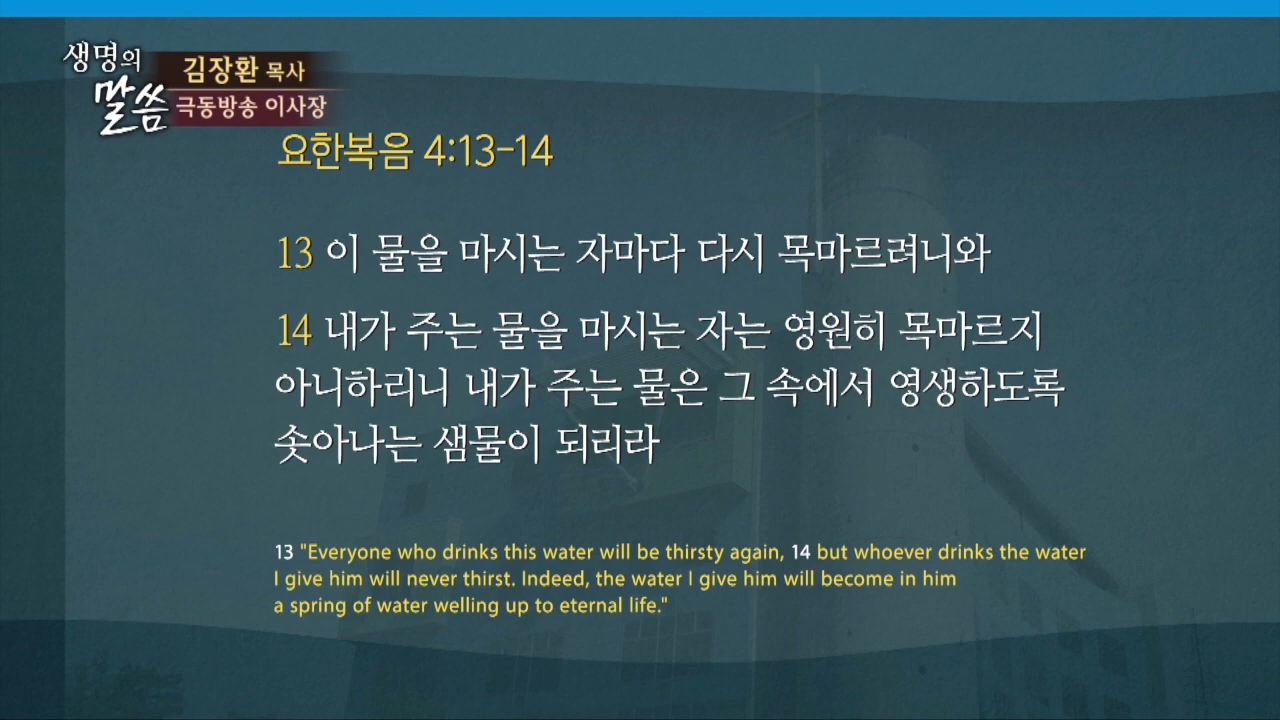 생명의 말씀
김장환 목사
극동방송 이사장
요한복음 4:13-14
13 이 물을 마시는 자마다 다시 목마르려니와
14 내가 주는 물을 마시는 자는 영원히 목마르지
아니하리니 내가 주는 물은 그 속에서 영생하도록
솟아나는 샘물이 되리라
13 "Everyone who drinks this water will be thirsty again, 14 but whoever drinks the water
I give him will never thirst. Indeed, the water I give him will become in him
a spring of water welling up to eternal life."